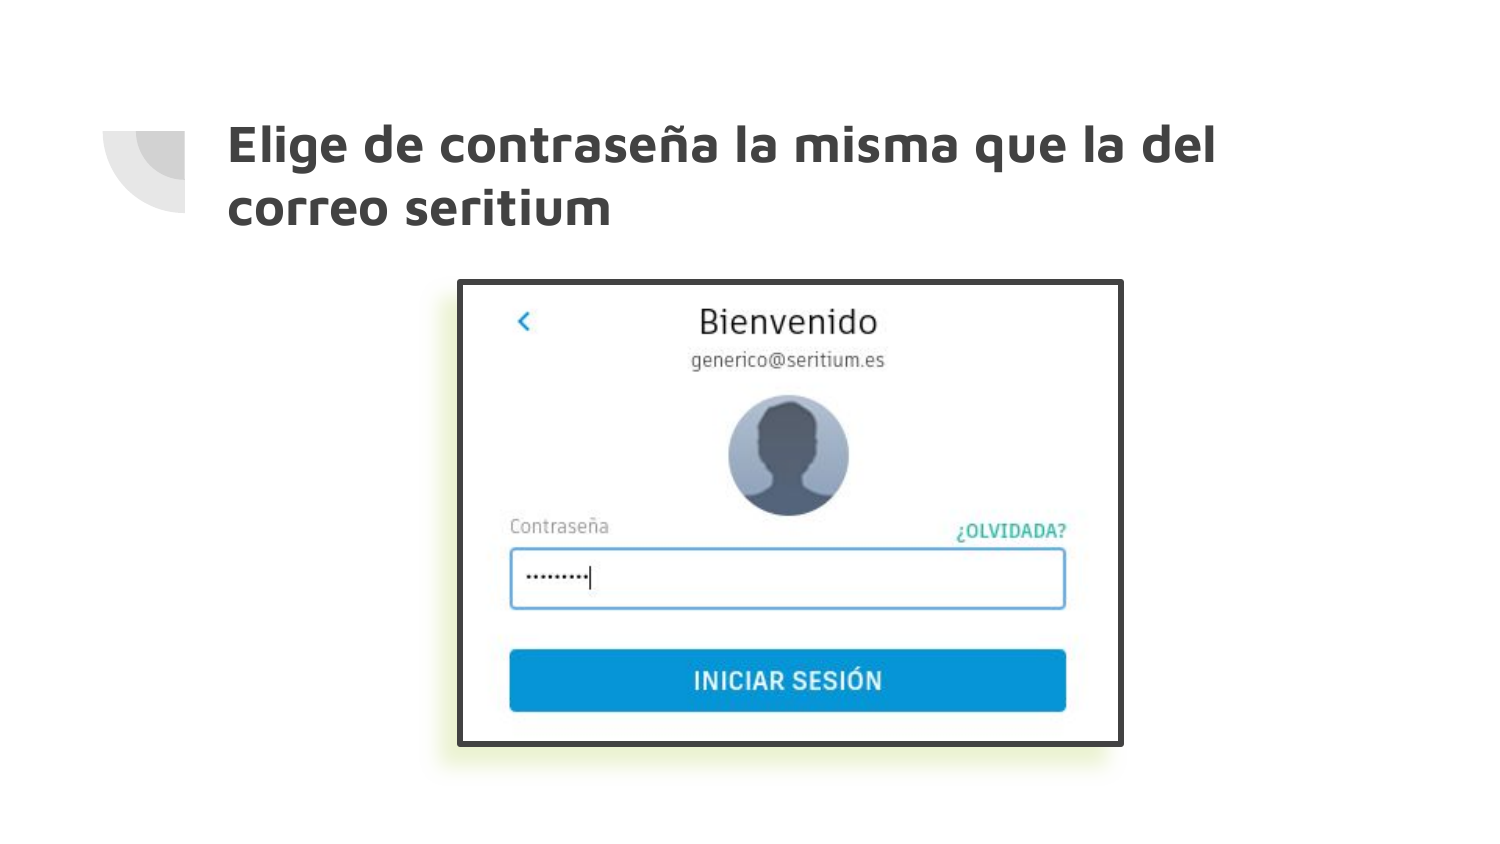 Elige de contraseña la misma que la del
correo seritium
Bienvenido
generico@seritium.es
Contraseña
¿OLVIDADA?
•••••••••
INICIAR SESIÓN